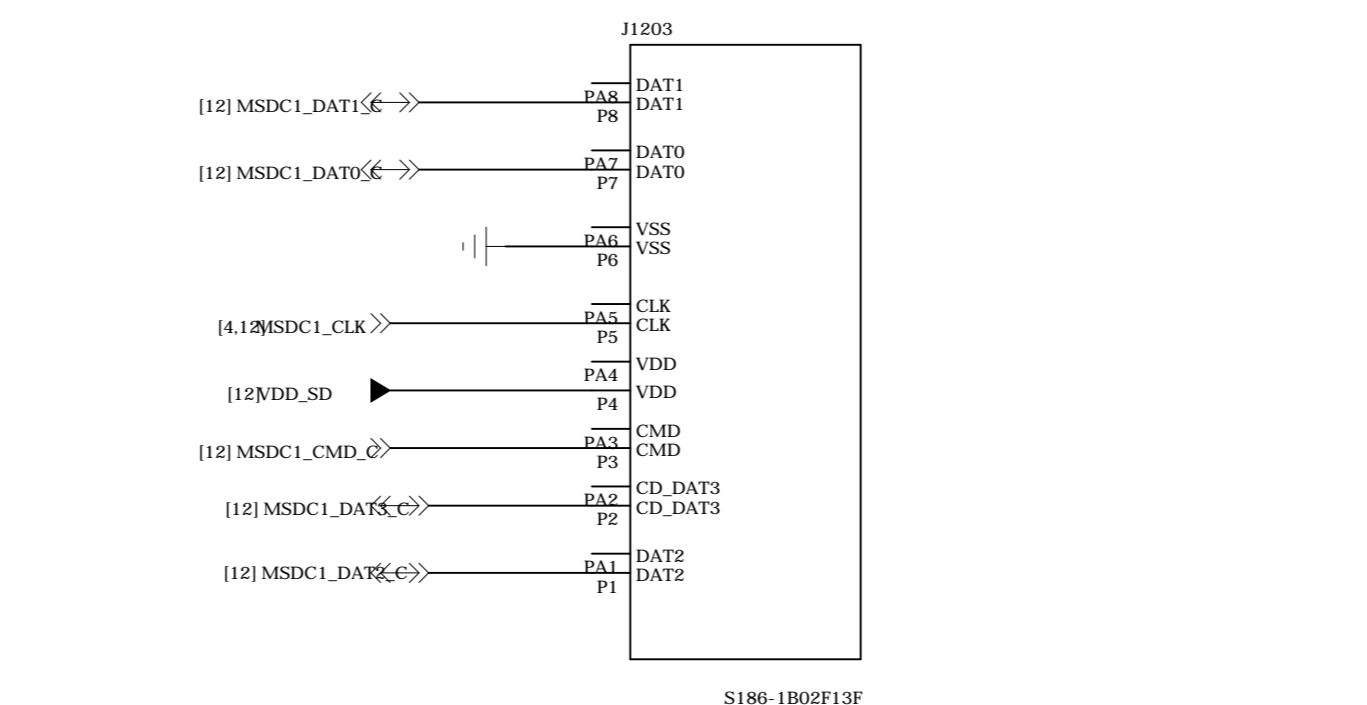 J1203
DAT1
PA8
[12] MSDC1_DAT1_C
DAT1
P8
DAT0
PA7
[12] MSDC1_DAT0_C
DAT0
P7
VSS
PA6
VSS
P6
CLK
PA5
[4,12]MSDC1_CLK
CLK
P5
VDD
PA4
[12]VDD_SD
VDD
P4
CMD
PA3
[12] MSDC1_CMD_C
CMD
P3
CD_DAT3
PA2
[12] MSDC1_DAT3_C
CD_DAT3
P2
DAT2
PA1
[12] MSDC1_DAT2_C
DAT2
P1
S186-1B02F13F